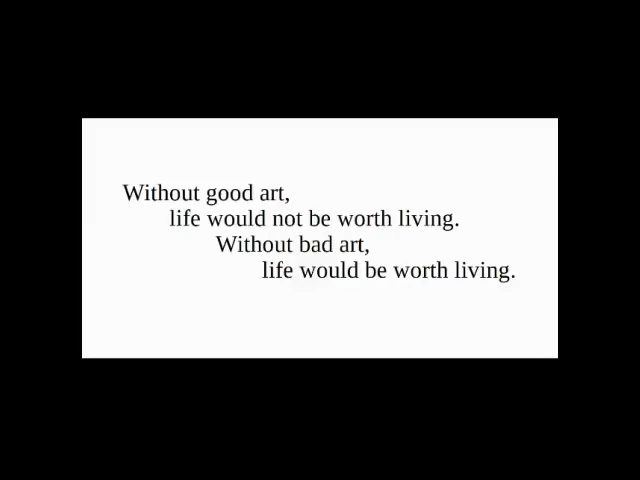 Without good art,
life would not be worth living.
Without bad art,
life would be worth living.